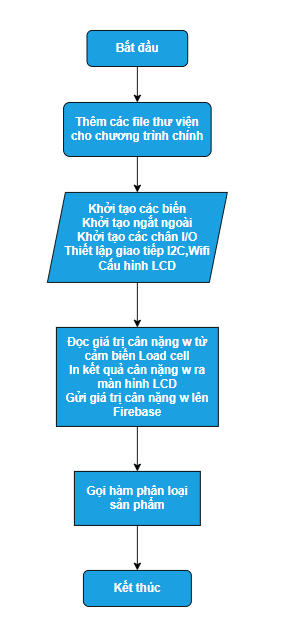 Bắt đầu
Thêm các file thư viện
cho chương trình chính
Khởi tạo các biến
Khởi tạo ngắt ngoài
Khởi tạo các chân I/O
Thiết lập giao tiếp I2C,Wifi
Cấu hình LCD
Đọc giá trị cân nặng w từ
cảm biến Load cell
In kết quả cân nặng w ra
màn hình LCD
Gửi giá trị cân nặng w lên
Firebase
Gọi hàm phân loại
sản phẩm
Kết thúc